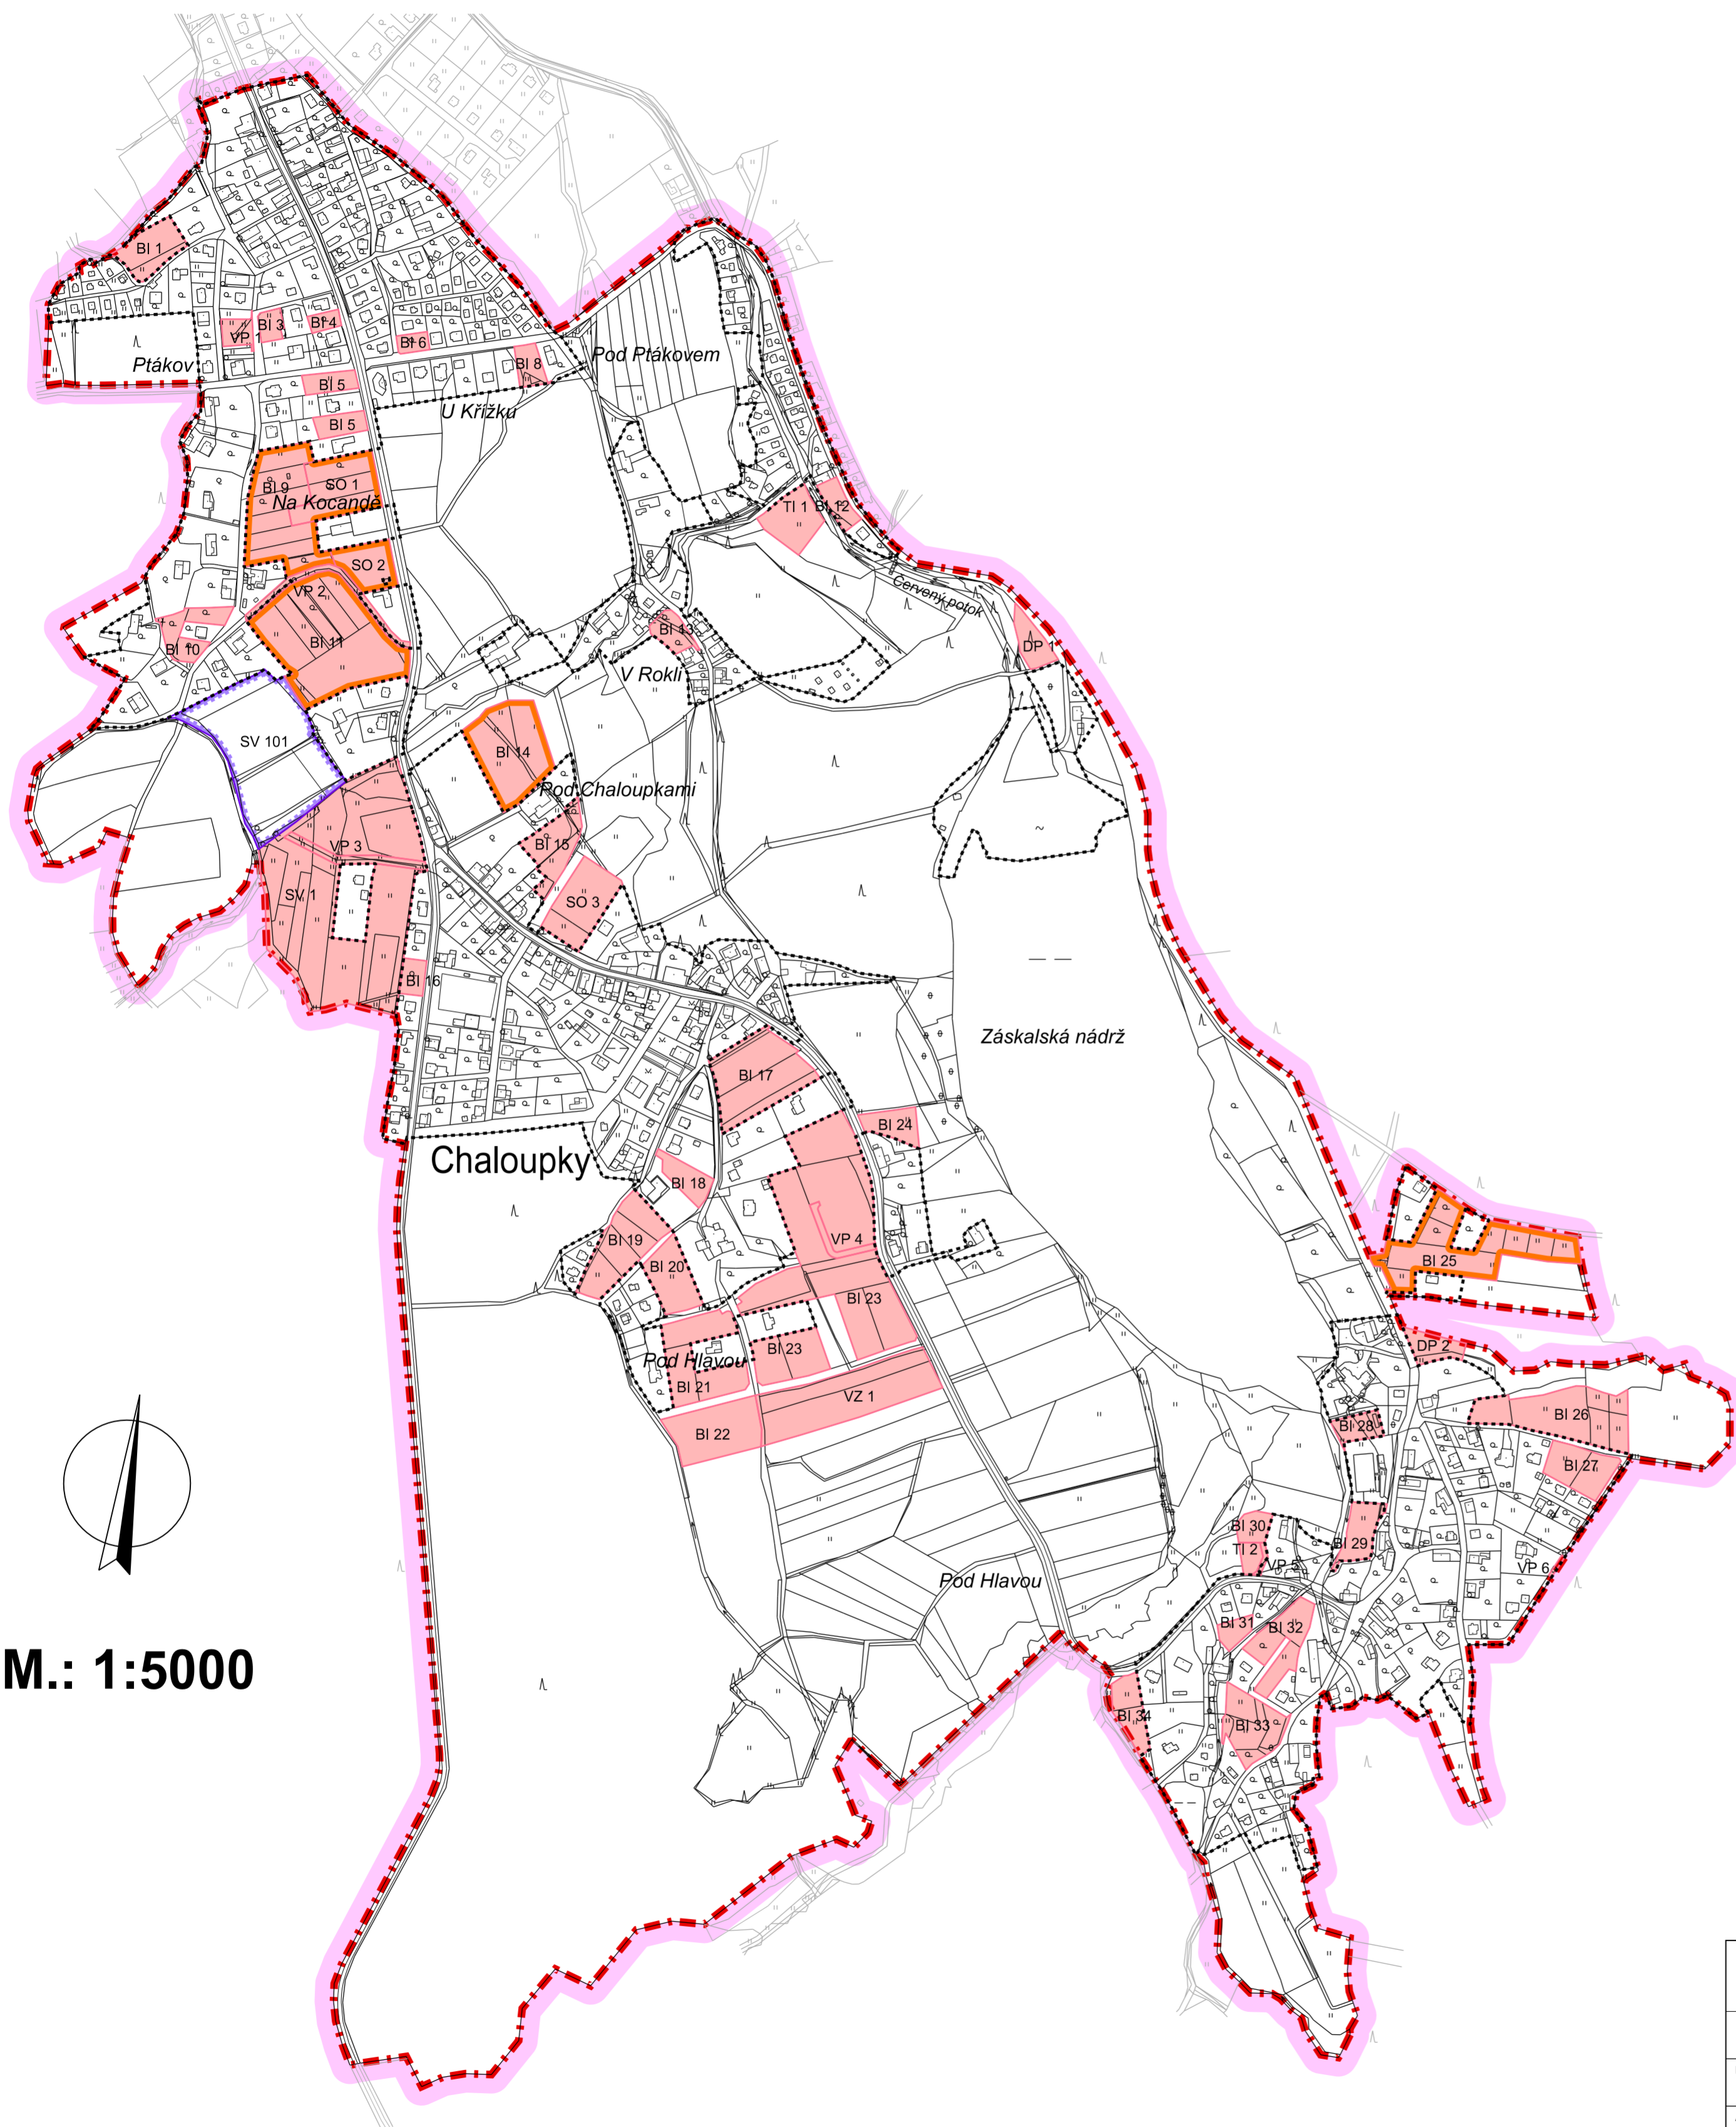 BI 1
VP 1
BI 3
BI 4
BI 6
BI 8
Ptákov
Pod Ptákovem
BI 5
U Křížku
BI 5
BI 9
SO 1
Na Kocandě
TI 1
BI 12
SO 2
VP 2
Červený potok
BI 10
BI 11
BI 13
DP 1
V Rokli
SV 101
BI 14
Pod Chaloupkami
VP 3
BI 15
SV 1
SO 3
BI 16
Záskalská nádrž
BI 17
BI 24
Chaloupky
BI 18
BI 19
VP 4
BI 20
BI 25
BI 23
BI 23
DP 2
Pod Hlavou
BI 21
VZ 1
BI 22
BI 26
BI 28
BI 27
BI 30
TI 2
BI 29
VP 5
VP 6
Pod Hlavou
BI 31
BI 32
M.: 1:5000
BI 34
BI 33